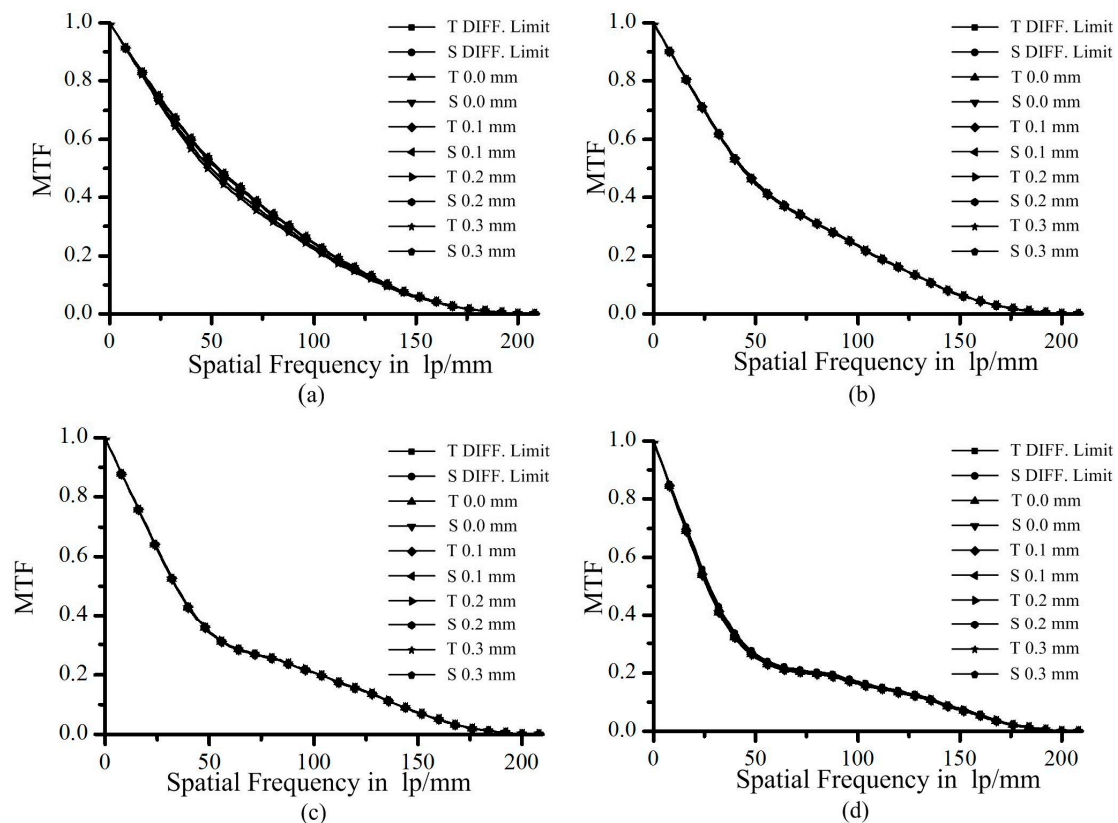 1.0
0.8
0.6
0.4
0.2
0.0
MTF
0
50
100
150
200
Spatial Frequency in lp/mm
T DIFF. Limit
S DIFF. Limit
T 0.0 mm
S 0.0 mm
T 0.1 mm
S 0.1 mm
T 0.2 mm
S 0.2 mm
T 0.3 mm
S 0.3 mm
(a)
1.0
0.8
0.6
0.4
0.2
0.0
MTF
0
50
100
150
200
Spatial Frequency in lp/mm
T DIFF. Limit
S DIFF. Limit
T 0.0 mm
S 0.0 mm
T 0.1 mm
S 0.1 mm
T 0.2 mm
S 0.2 mm
T 0.3 mm
S 0.3 mm
(b)
1.0
0.8
0.6
0.4
0.2
0.0
MTF
0
50
100
150
200
Spatial Frequency in lp/mm
T DIFF. Limit
S DIFF. Limit
T 0.0 mm
S 0.0 mm
T 0.1 mm
S 0.1 mm
T 0.2 mm
S 0.2 mm
T 0.3 mm
S 0.3 mm
(c)
1.0
0.8
0.6
0.4
0.2
0.0
MTF
0
50
100
150
200
Spatial Frequency in lp/mm
T DIFF. Limit
S DIFF. Limit
T 0.0 mm
S 0.0 mm
T 0.1 mm
S 0.1 mm
T 0.2 mm
S 0.2 mm
T 0.3 mm
S 0.3 mm
(d)